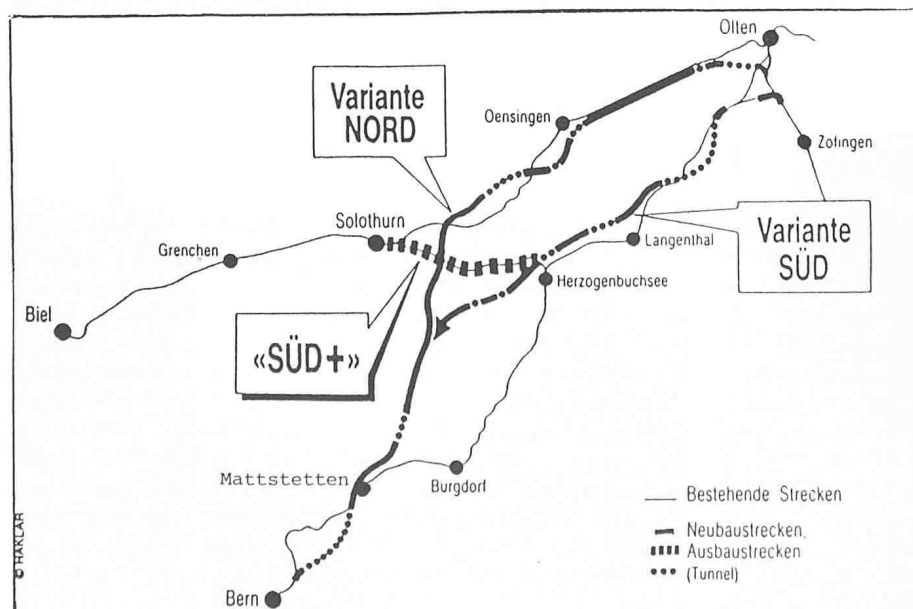 Olten
Variante
NORD
Oensingen
Zofingen
Solothurn
Grenchen
Langenthal
Variante
SÜD
Herzogenbuchsee
Biel
«SÜD+»
Mattstetten
Burgdorf
Bestehende Strecken
Neubaustrecken,
Ausbaustrecken
(Tunnel)
© HAKLAR
Bern